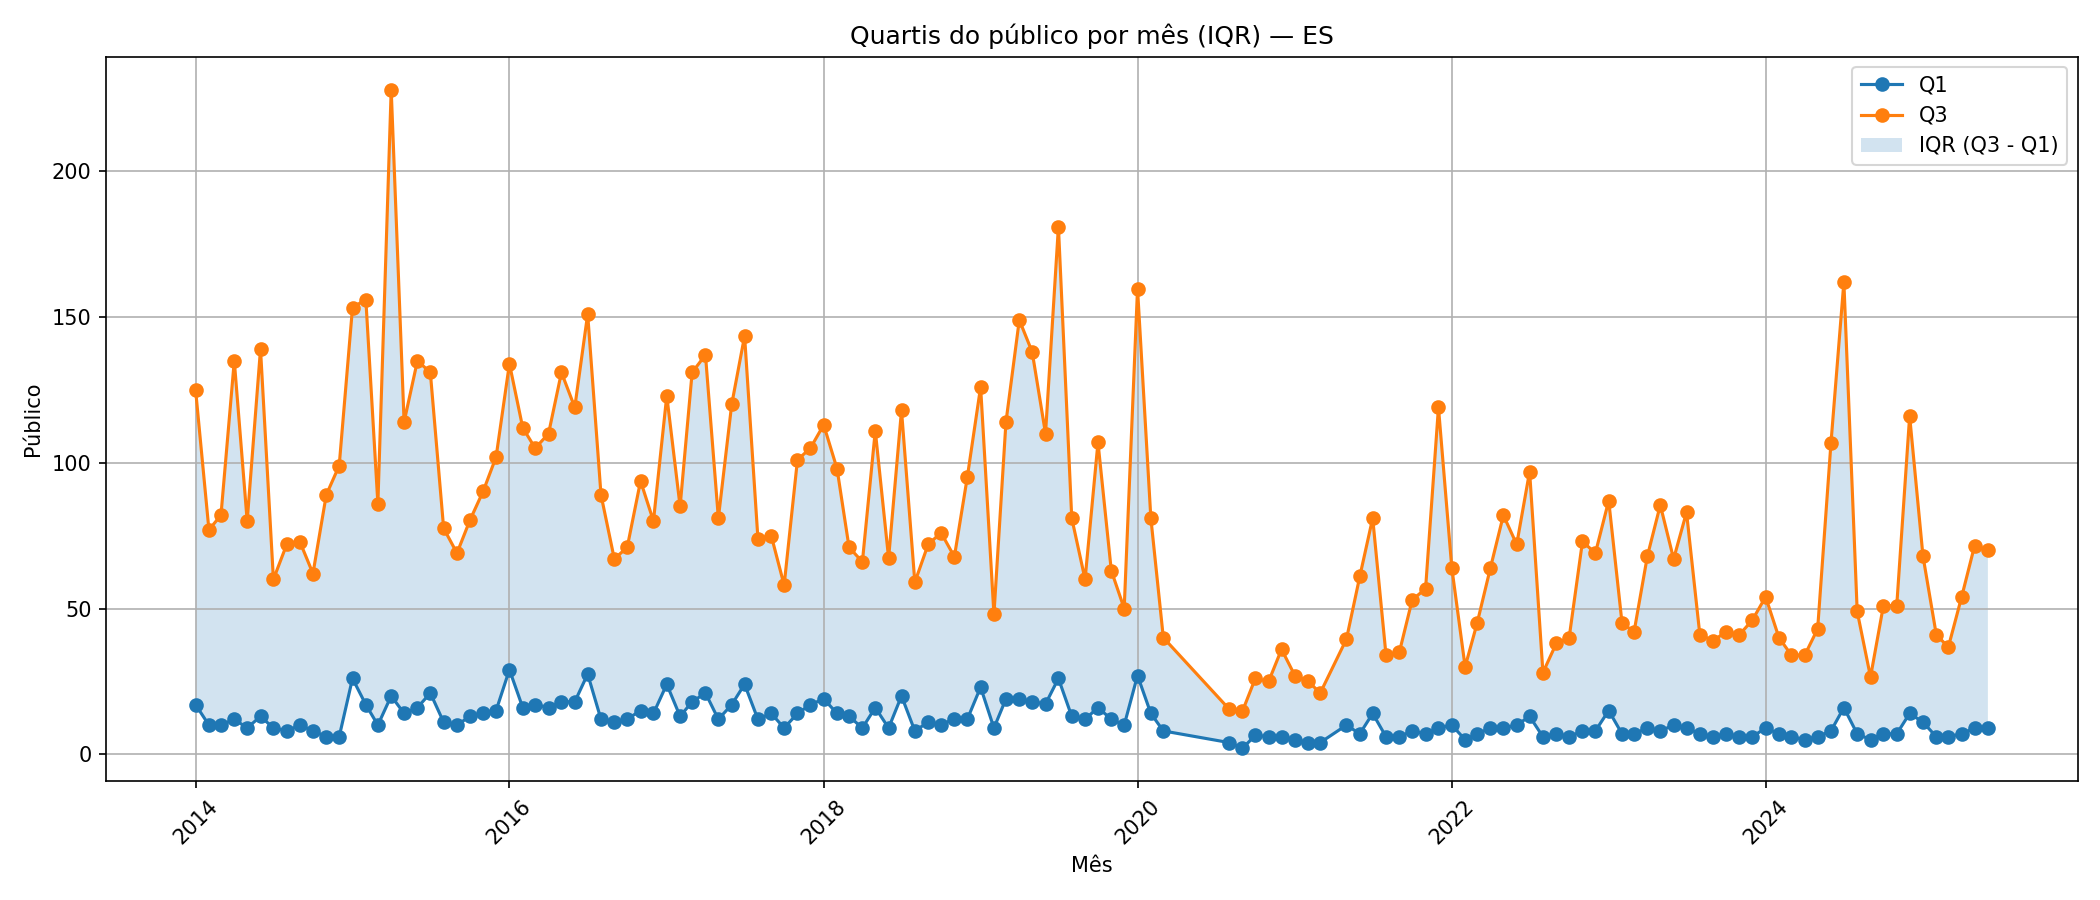 Quartis do público por mês (IQR) — ES
Q1
Q3
IQR (Q3 - Q1)
Público
200
150
100
50
0
2014
2016
2018
2020
2022
2024
Mês